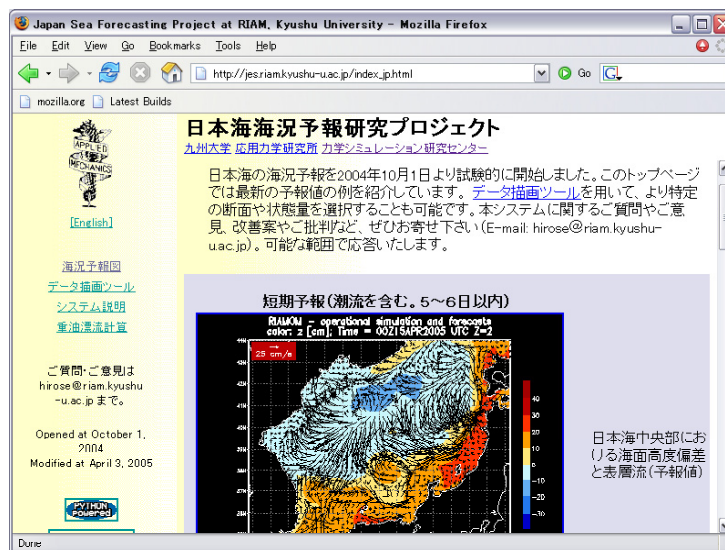 Japan Sea Forecasting Project at RIAM, Kyushu University - Mozilla Firefox
File Edit View Go Bookmarks Tools Help
http://jes.riam.kyushu-u.ac.jp/index_jp.html
Go
G
mozilla.org
Latest Builds
APPLIED
MECHANICS
[English]
海況予報図
データ描画ツール
システム説明
重油漂流計算
ご質問・ご意見は
hirose@riam.kyushu
-u.ac.jp まで。
Opened at October 1,
2004
Modified at April 3, 2005
PYTHON
Powered
日本海海況予報研究プロジェクト
九州大学 応用力学研究所 力学シミュレーション研究センター
日本海の海況予報を2004年10月1日より試験的に開始しました。このトップページ
では最新の予報値の例を紹介しています。 データ描画ツールを用いて、より特定
の断面や状態量を選択することも可能です。本システムに関するご質問やご意
見、改善案やご批判など、ぜひお寄せ下さい(E-mail: hirose@riam.kyushu-
u.ac.jp)。可能な範囲で応答いたします。
短期予報(潮流を含む。5～6日以内)
RIAMOM - operational simulation and forecasts
color: z [cm]; Time = 00Z15APR2005 UTC Z=2
25 cm/s
44N
43N
42N
41N
40N
39N
38N
37N
36N
40
30
20
10
0
-10
-20
-30
日本海中央部にお
ける海面高度偏差
と表層流(予報値)
Done